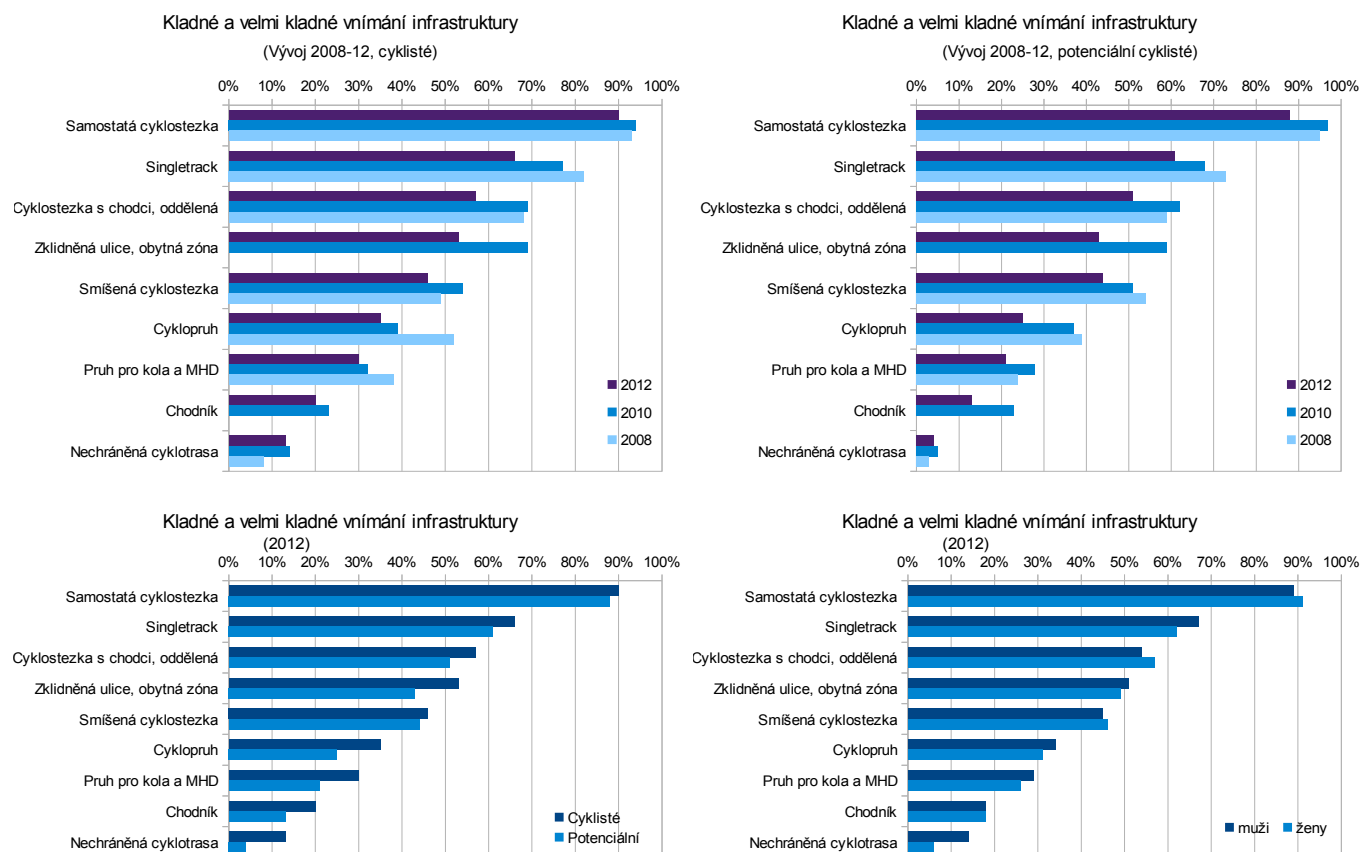 Kladné a velmi kladné vnímání infrastruktury
(Vývoj 2008-12, cyklisté)
0% 10% 20% 30% 40% 50% 60% 70% 80% 90% 100%
Samostatá cyklostezka
Singletrack
Cyklostezka s chodci, oddělená
Zklidněná ulice, obytná zóna
Smíšená cyklostezka
Cyklopruh
Pruh pro kola a MHD
Chodník
Nechráněná cyklotrasa
2012
2010
2008
Kladné a velmi kladné vnímání infrastruktury
(Vývoj 2008-12, potenciální cyklisté)
0% 10% 20% 30% 40% 50% 60% 70% 80% 90% 100%
Samostatá cyklostezka
Singletrack
Cyklostezka s chodci, oddělená
Zklidněná ulice, obytná zóna
Smíšená cyklostezka
Cyklopruh
Pruh pro kola a MHD
Chodník
Nechráněná cyklotrasa
2012
2010
2008
Kladné a velmi kladné vnímání infrastruktury
(2012)
0% 10% 20% 30% 40% 50% 60% 70% 80% 90% 100%
Samostatá cyklostezka
Singletrack
Cyklostezka s chodci, oddělená
Zklidněná ulice, obytná zóna
Smíšená cyklostezka
Cyklopruh
Pruh pro kola a MHD
Chodník
Nechráněná cyklotrasa
Cyklisté
Potenciální
Kladné a velmi kladné vnímání infrastruktury
(2012)
0% 10% 20% 30% 40% 50% 60% 70% 80% 90% 100%
Samostatá cyklostezka
Singletrack
Cyklostezka s chodci, oddělená
Zklidněná ulice, obytná zóna
Smíšená cyklostezka
Cyklopruh
Pruh pro kola a MHD
Chodník
Nechráněná cyklotrasa
muži ženy